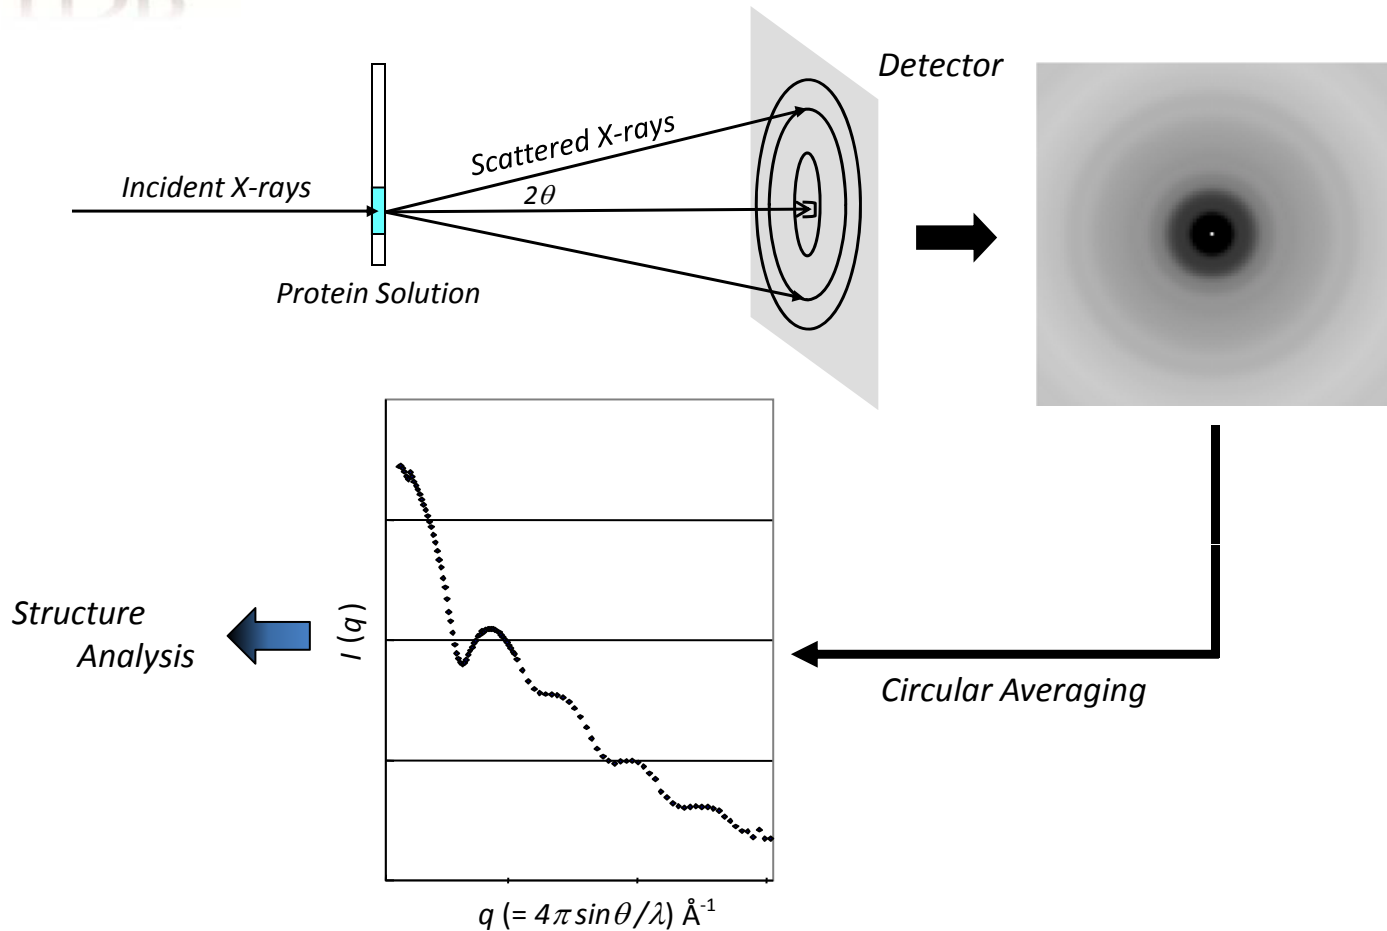 Detector
Scattered X-rays
Incident X-rays
2θ
Protein Solution
Structure
Analysis
I (q)
Circular Averaging
q (= 4π sinθ/λ) Å⁻¹